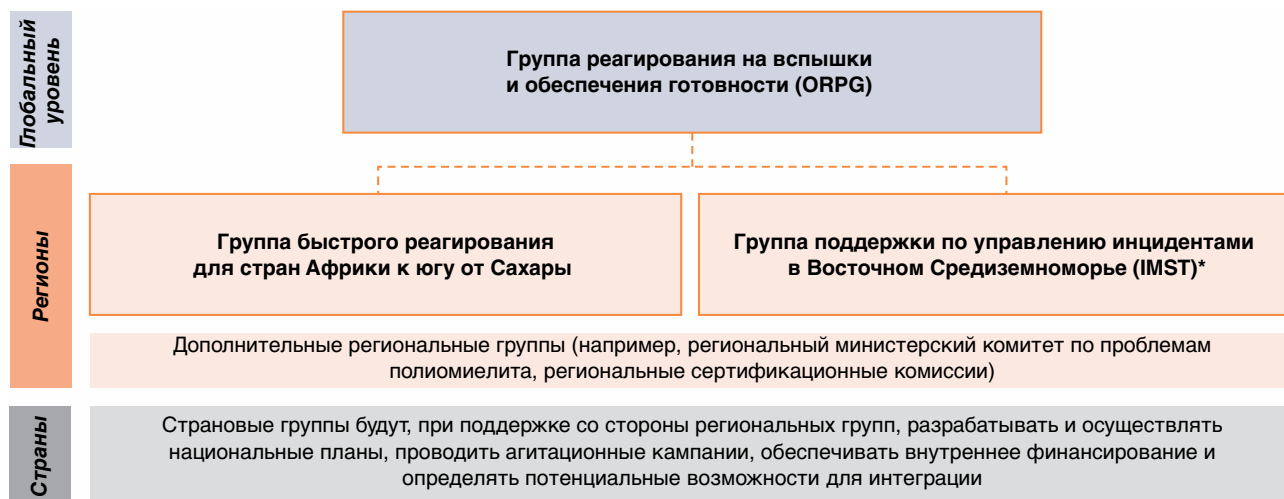 Глобальный
уровень
Группа реагирования на вспышки
и обеспечения готовности (ORPG)
Регионы
Группа быстрого реагирования
для стран Африки к югу от Сахары
Группа поддержки по управлению инцидентами
в Восточном Средиземноморье (IMST)*
Дополнительные региональные группы (например, региональный министерский комитет по проблемам
полиомиелита, региональные сертификационные комиссии)
Страны
Страновые группы будут, при поддержке со стороны региональных групп, разрабатывать и осуществлять
национальные планы, проводить агитационные кампании, обеспечивать внутреннее финансирование и
определять потенциальные возможности для интеграции